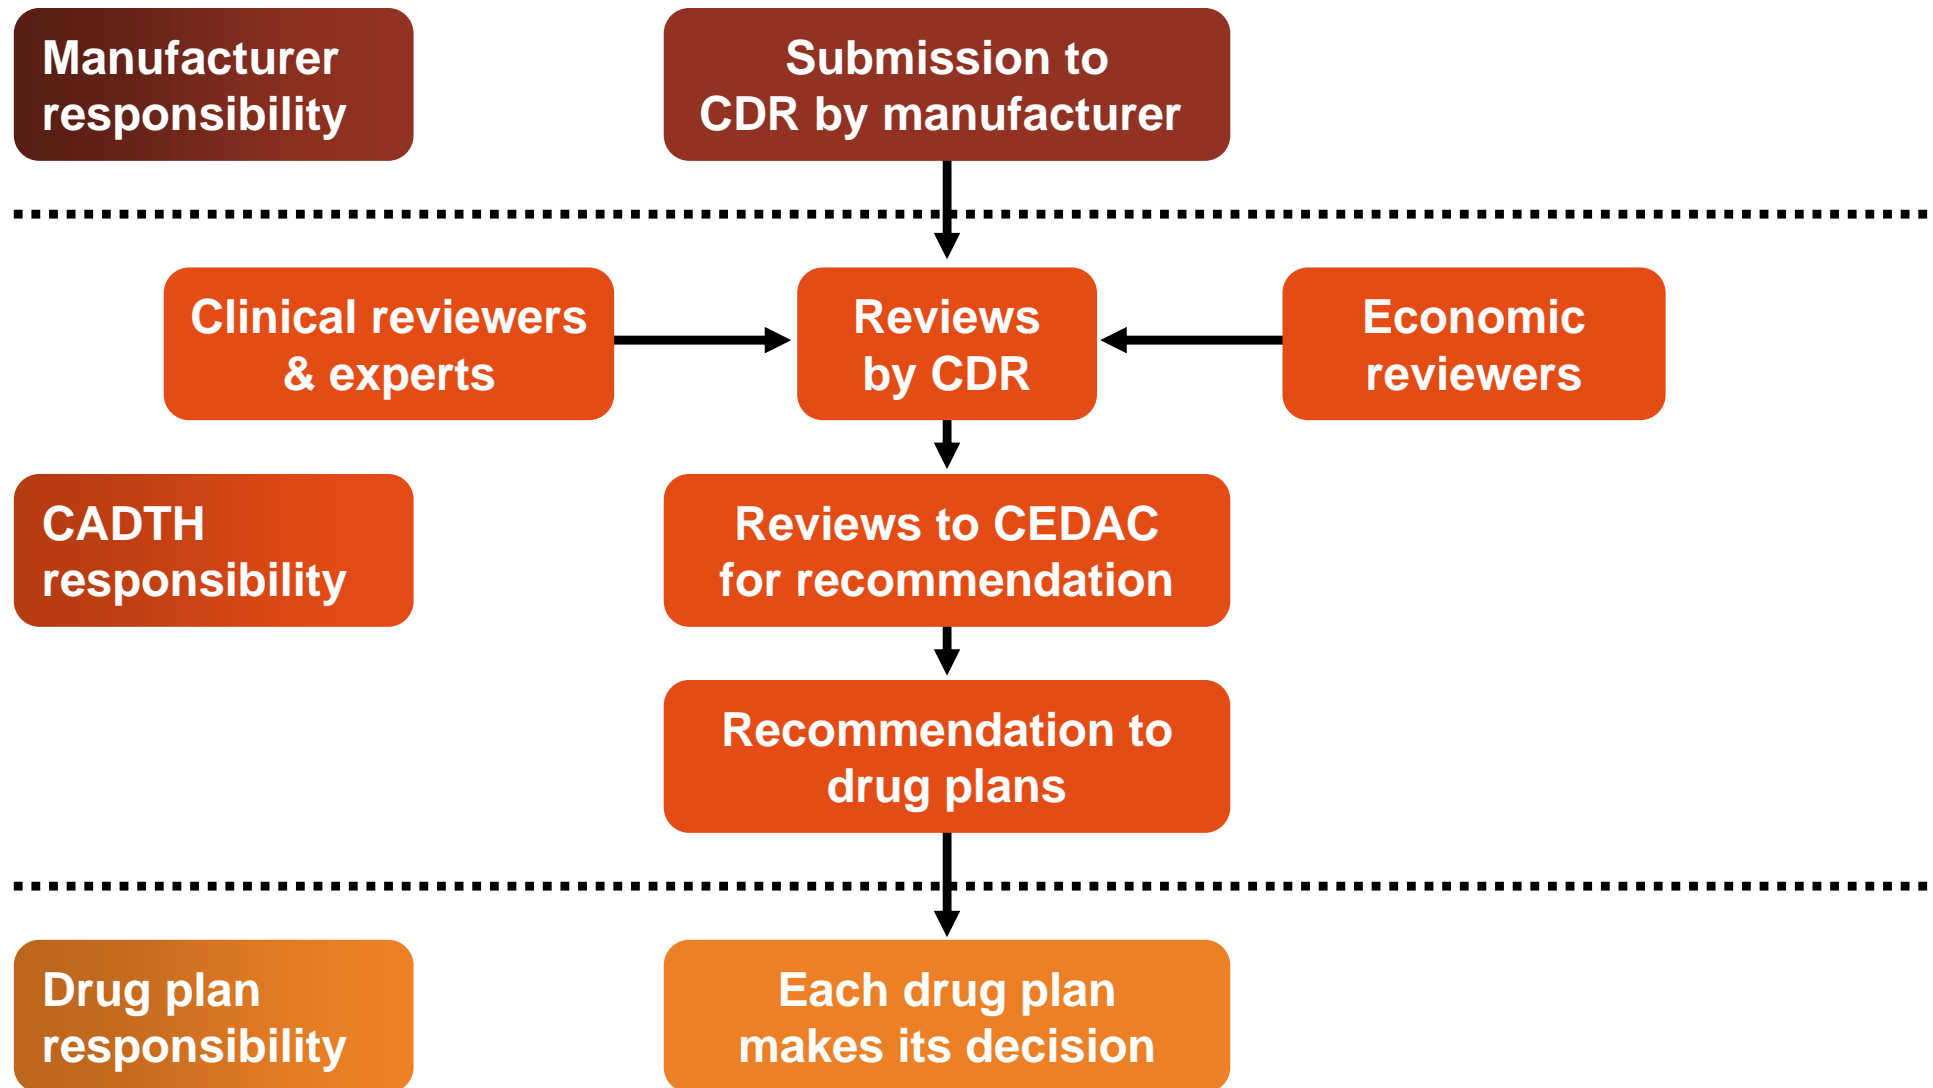 Manufacturer
responsibility
Submission to
CDR by manufacturer
Clinical reviewers
& experts
Reviews
by CDR
Economic
reviewers
CADTH
responsibility
Reviews to CEDAC
for recommendation
Recommendation to
drug plans
Drug plan
responsibility
Each drug plan
makes its decision